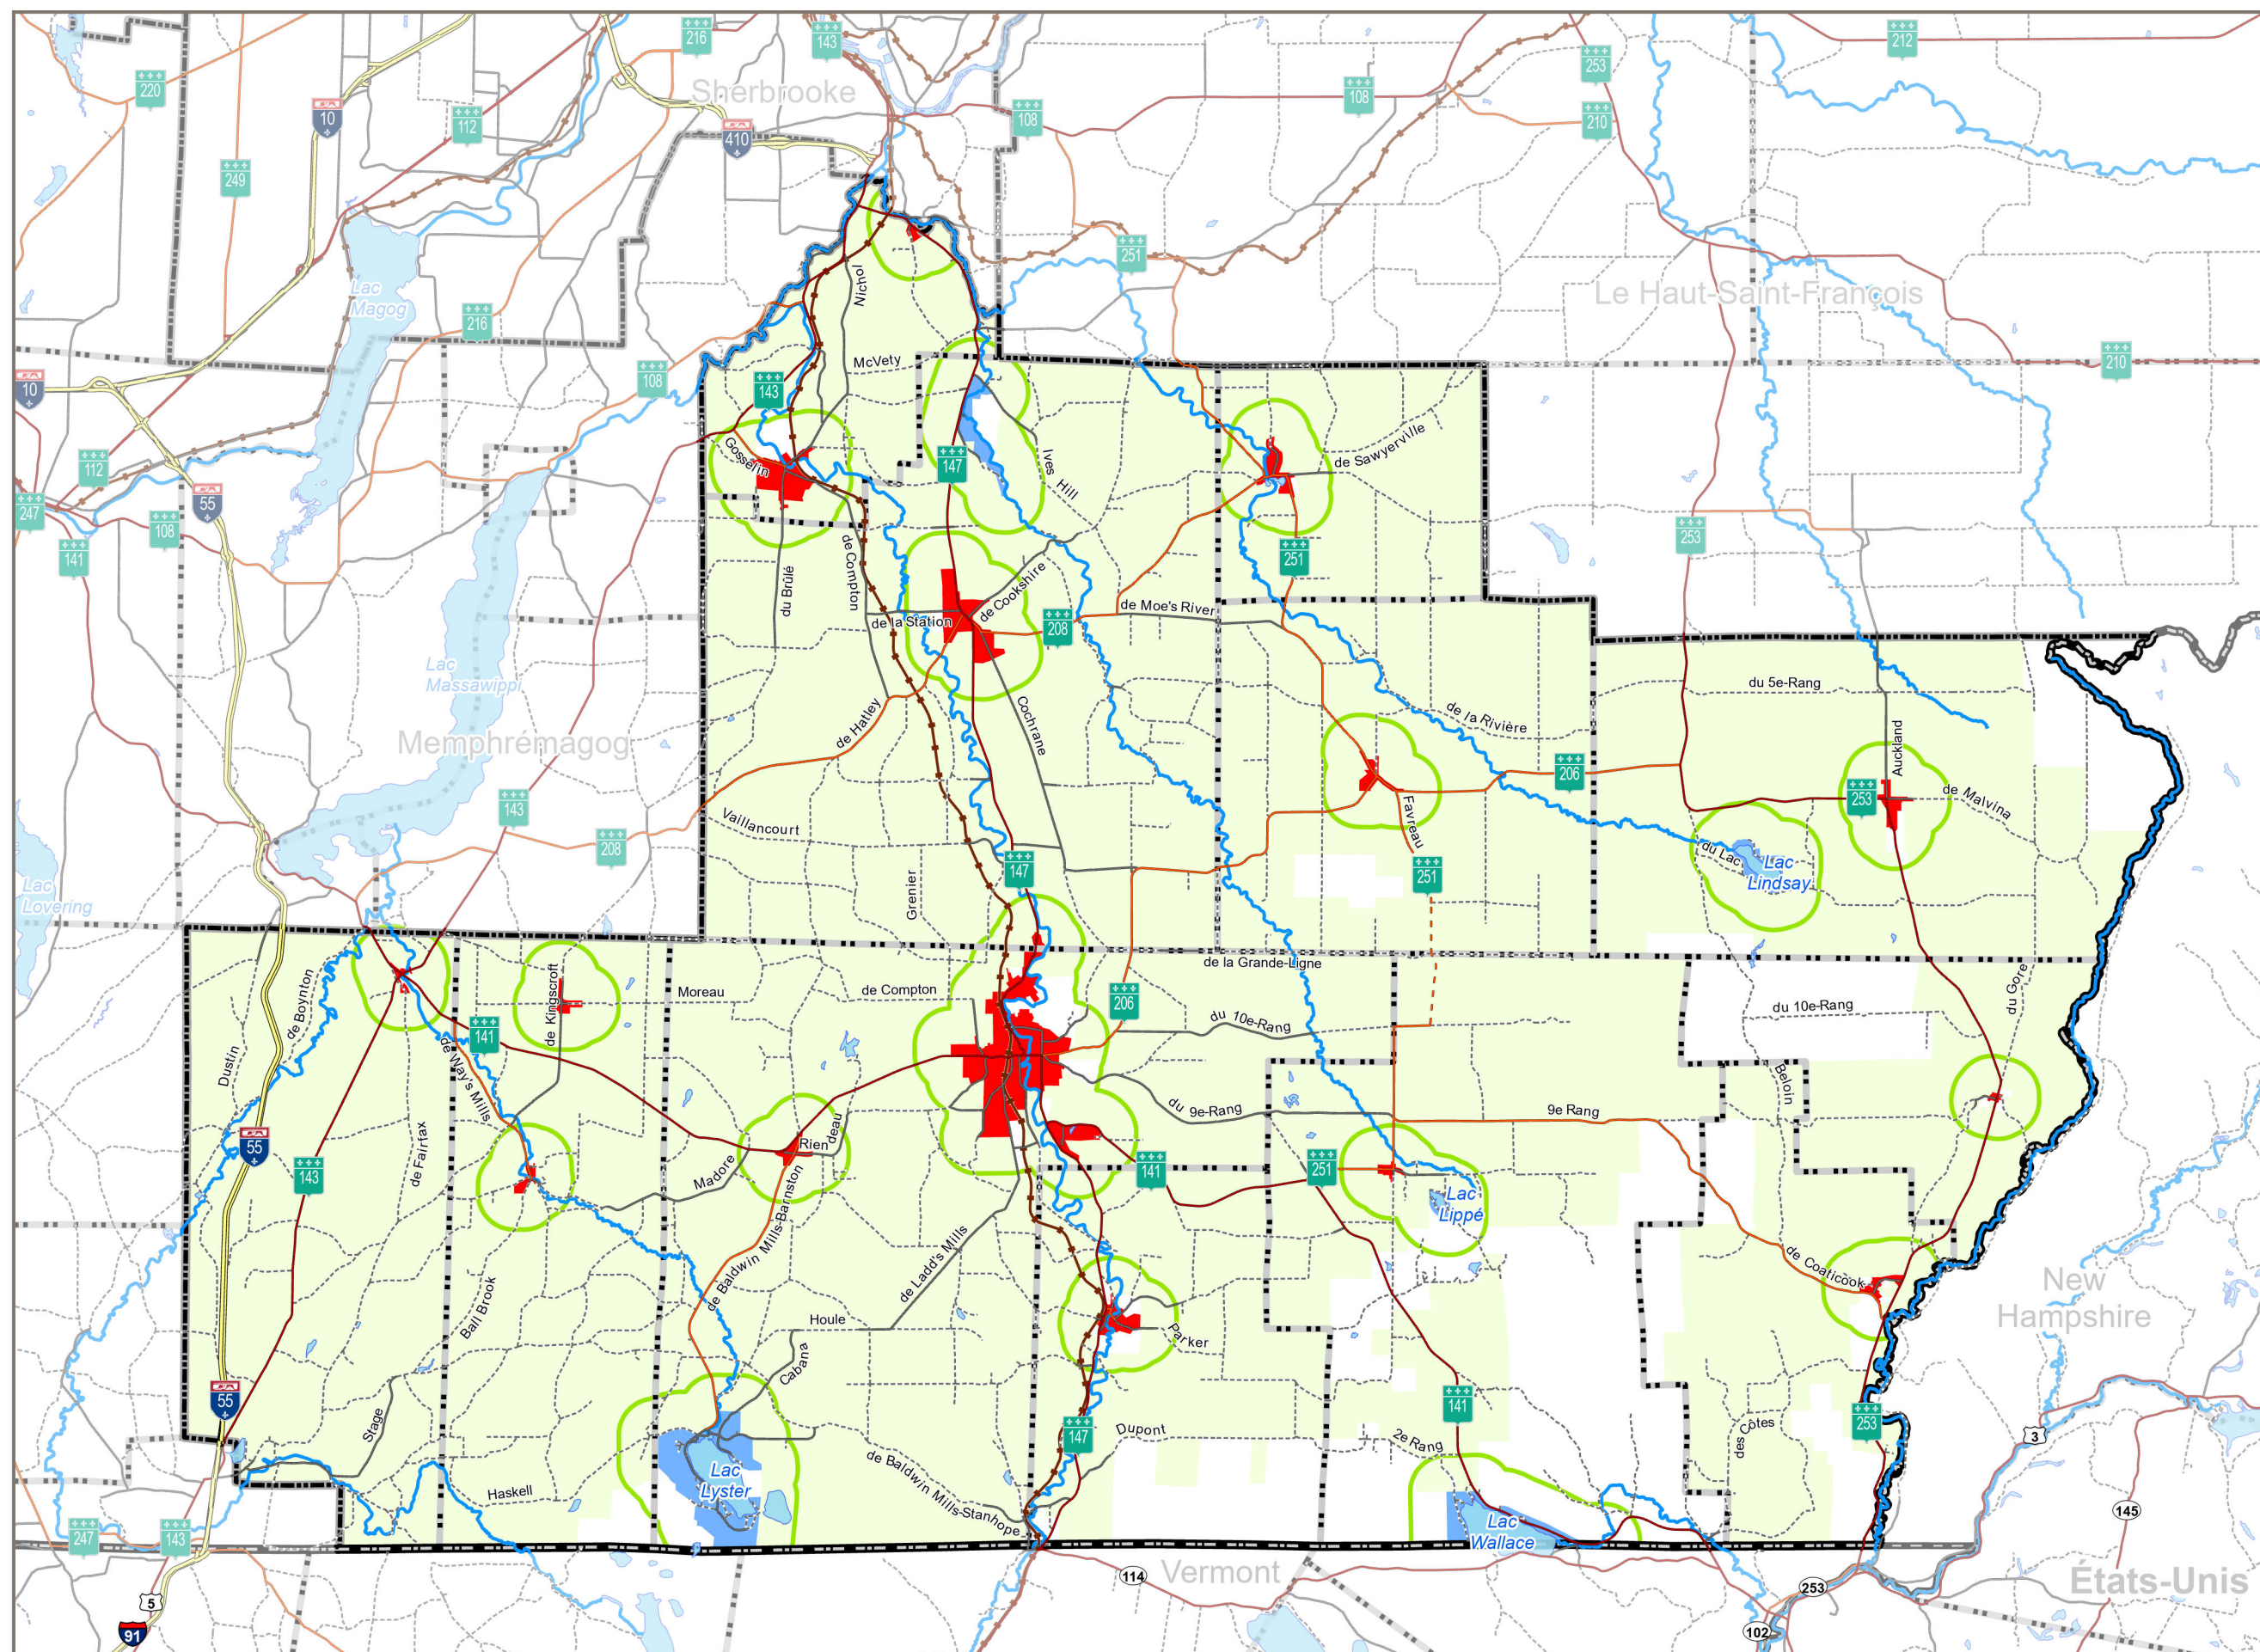 216
143
212
220
10
Sherbrooke
253
108
112
410
108
210
249
251
Lac
Magog
Le Haut-Saint-François
Nichol
216
McVety
210
108
143
10
Gosselin
147
Ives Hill
de Sawyerville
112
55
247
108
253
141
251
de Compton
du Brûlé
de Cookshire
de Moe's River
de la Station
208
Lac
Massawippi
du 5e-Rang
Cochrane
de la Rivière
de Hatley
Memphrémagog
Auckland
206
253
de Malvina
143
Vaillancourt
Favreau
208
du Lac
Lac
Lindsay
147
251
Lac
Lovering
Grenier
de la Grande-Ligne
de Kingscroft
Moreau
de Compton
de Boynton
206
du 10e-Rang
du Gore
du 10e-Rang
141
Dustin
de Way's Mills
Beloin
du 9e-Rang
9e Rang
55
Riendeau
de Fairfax
143
Madore
141
251
Lac
Lippé
de Baldwin Mills-Barnston
de Ladd's Mills
de Coaticook
New
Hampshire
Ball Brook
Houle
Parker
Cabana
55
141
Stage
147
Dupont
2e Rang
des Côtes
253
3
Lac
Lyster
de Baldwin Mills-Stanhope
Haskell
145
Lac
Wallace
247
143
114
Vermont
253
États-Unis
5
91
102